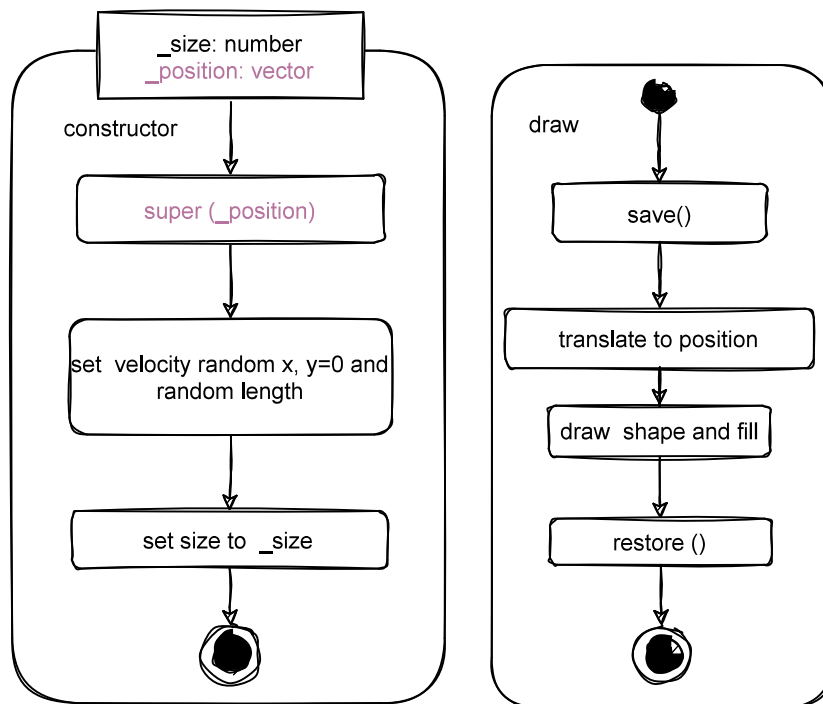 _size: number
_position: vector
constructor
super (_position)
set  velocity random x, y=0 and
random length
set size to  _size
draw
save()
translate to position
draw  shape and fill
restore ()